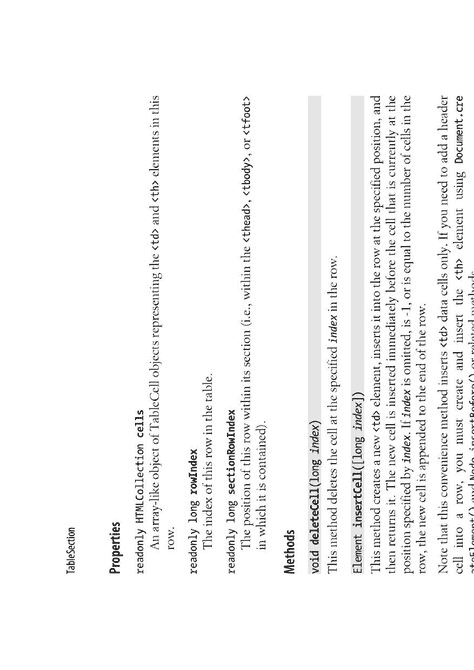 TableSection
Properties
readonly HTMLCollection cells
An array-like object of TableCell objects representing the <td> and <th> elements in this
row.
readonly long rowIndex
The index of this row in the table.
readonly long sectionRowIndex
The position of this row within its section (i.e., within the <thead>, <tbody>, or <tfoot>
in which it is contained).
Methods
void deleteCell(long index)
This method deletes the cell at the specified index in the row.
Element insertCell([long index])
This method creates a new <td> element, inserts it into the row at the specified position, and
then returns it. The new cell is inserted immediately before the cell that is currently at the
position specified by index. If index is omitted, is -1, or is equal to the number of cells in the
row, the new cell is appended to the end of the row.
Note that this convenience method inserts <td> data cells only. If you need to add a header
cell into a row, you must create and insert the <th> element using Document.cre
ateElement() and Node.insertBefore() or related methods.